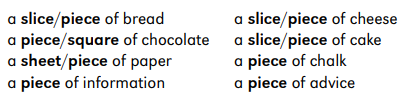 a slice/piece of bread
a piece/square of chocolate
a sheet/piece of paper
a piece of information
a slice/piece of cheese
a slice/piece of cake
a piece of chalk
a piece of advice